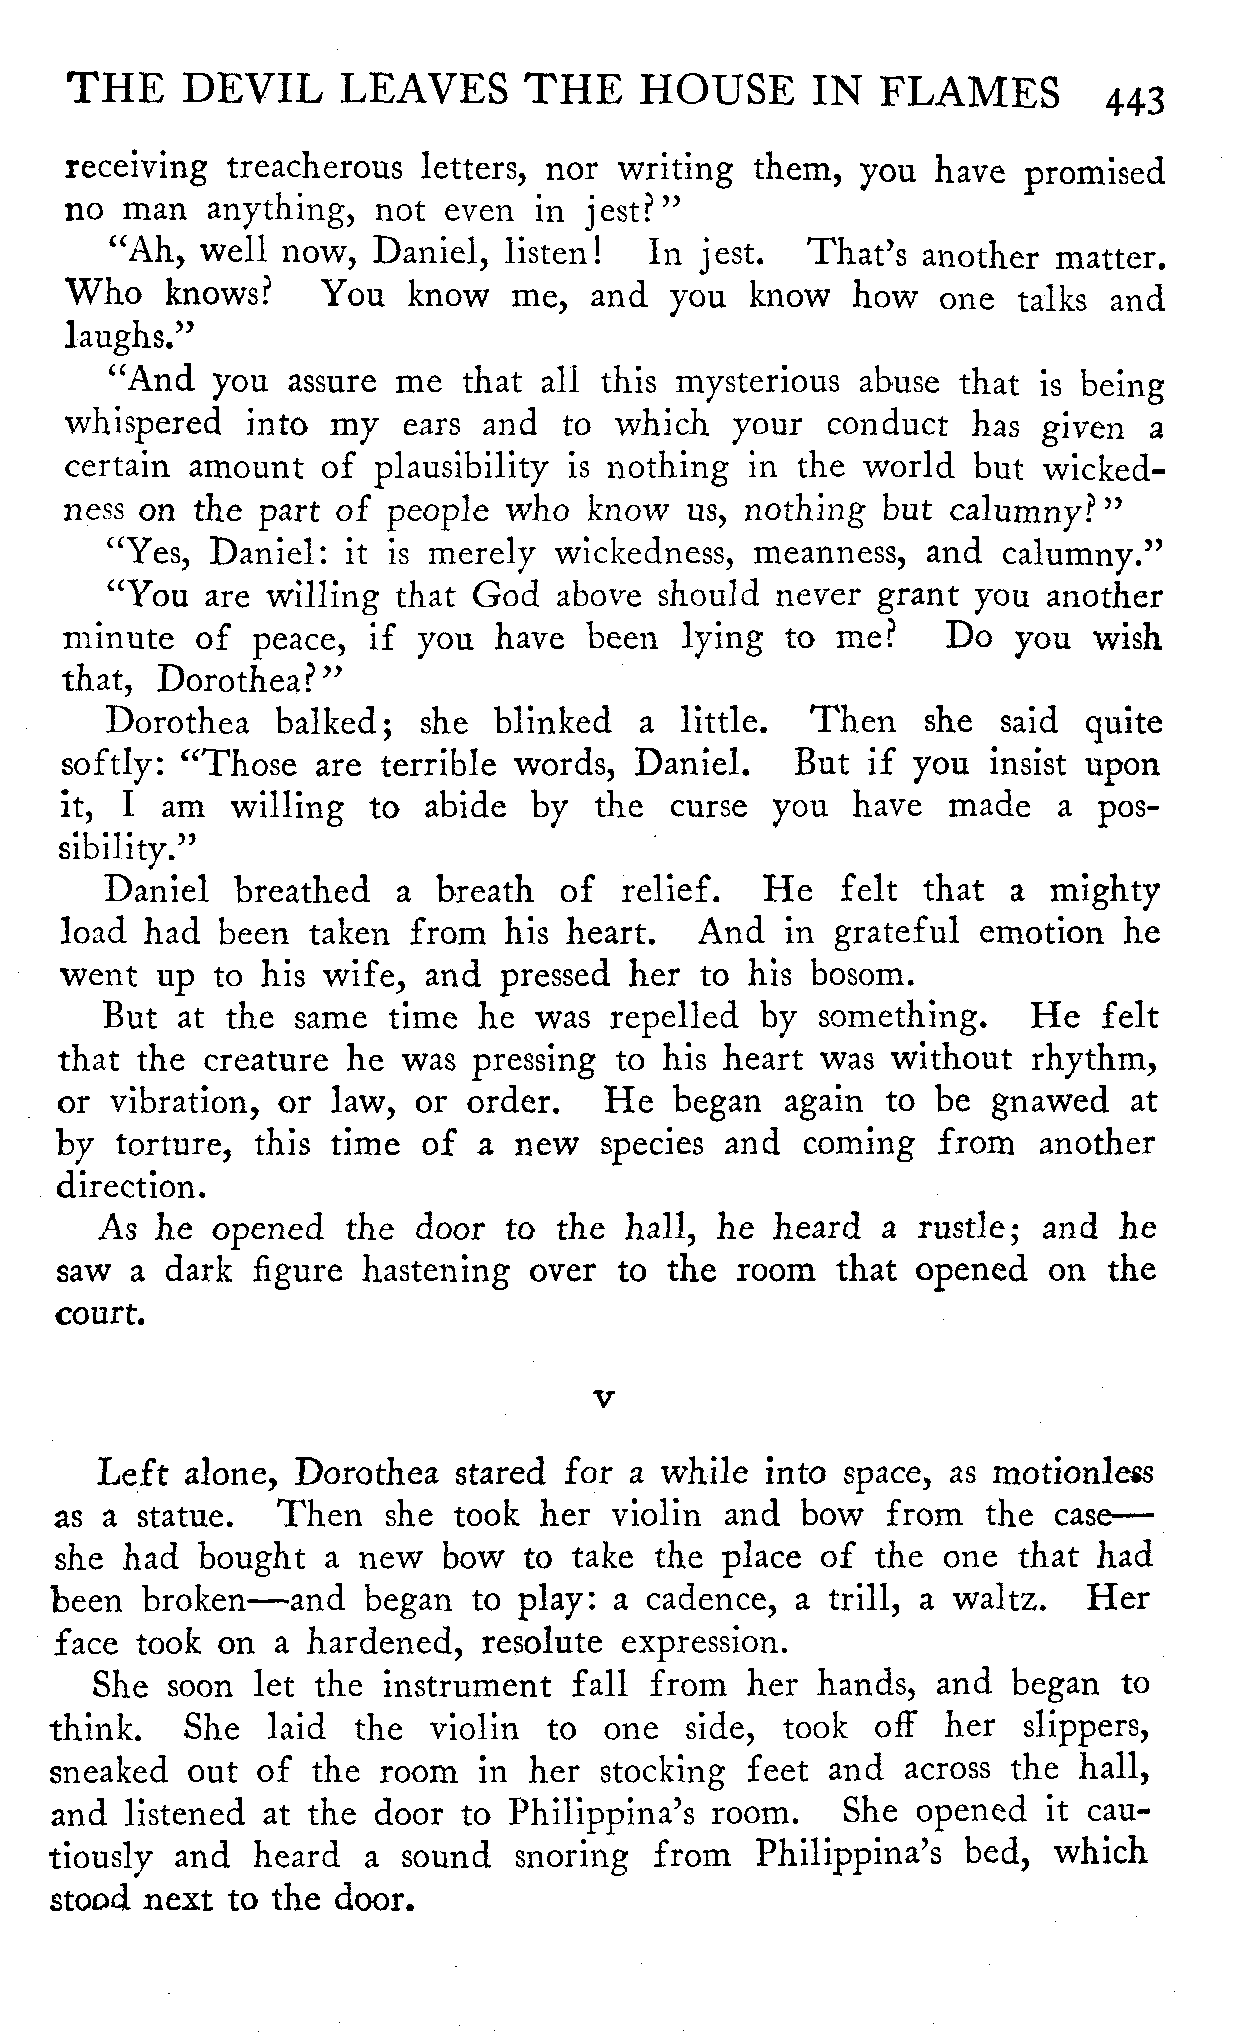 THE DEVIL LEAVES THE HOUSE IN FLAMES 443
receiving treacherous letters, nor writing them, you have promised
no man anything, not even in jest?"
"Ah, well now, Daniel, listen! In jest. That's another matter.
Who knows? You know me, and you know how one talks and
laughs."
"And you assure me that all this mysterious abuse that is being
whispered into my ears and to which your conduct has given a
certain amount of plausibility is nothing in the world but wicked-
ness on the part of people who know us, nothing but calumny?"
"Yes, Daniel: it is merely wickedness, meanness, and calumny."
"You are willing that God above should never grant you another
minute of peace, if you have been lying to me? Do you wish
that, Dorothea?"
Dorothea balked; she blinked a little. Then she said quite
softly: "Those are terrible words, Daniel. But if you insist upon
it, I am willing to abide by the curse you have made a pos-
sibility."
Daniel breathed a breath of relief. He felt that a mighty
load had been taken from his heart. And in grateful emotion he
went up to his wife, and pressed her to his bosom.
But at the same time he was repelled by something. He felt
that the creature he was pressing to his heart was without rhythm,
or vibration, or law, or order. He began again to be gnawed at
by torture, this time of a new species and coming from another
direction.
As he opened the door to the hall, he heard a rustle; and he
saw a dark figure hastening over to the room that opened on the
court.
V
Left alone, Dorothea stared for a while into space, as motionless
as a statue. Then she took her violin and bow from the case—
she had bought a new bow to take the place of the one that had
been broken—and began to play: a cadence, a trill, a waltz. Her
face took on a hardened, resolute expression.
She soon let the instrument fall from her hands, and began to
think. She laid the violin to one side, took off her slippers,
sneaked out of the room in her stocking feet and across the hall,
and listened at the door to Philippina's room. She opened it cau-
tiously and heard a sound snoring from Philippina's bed, which
stood next to the door.